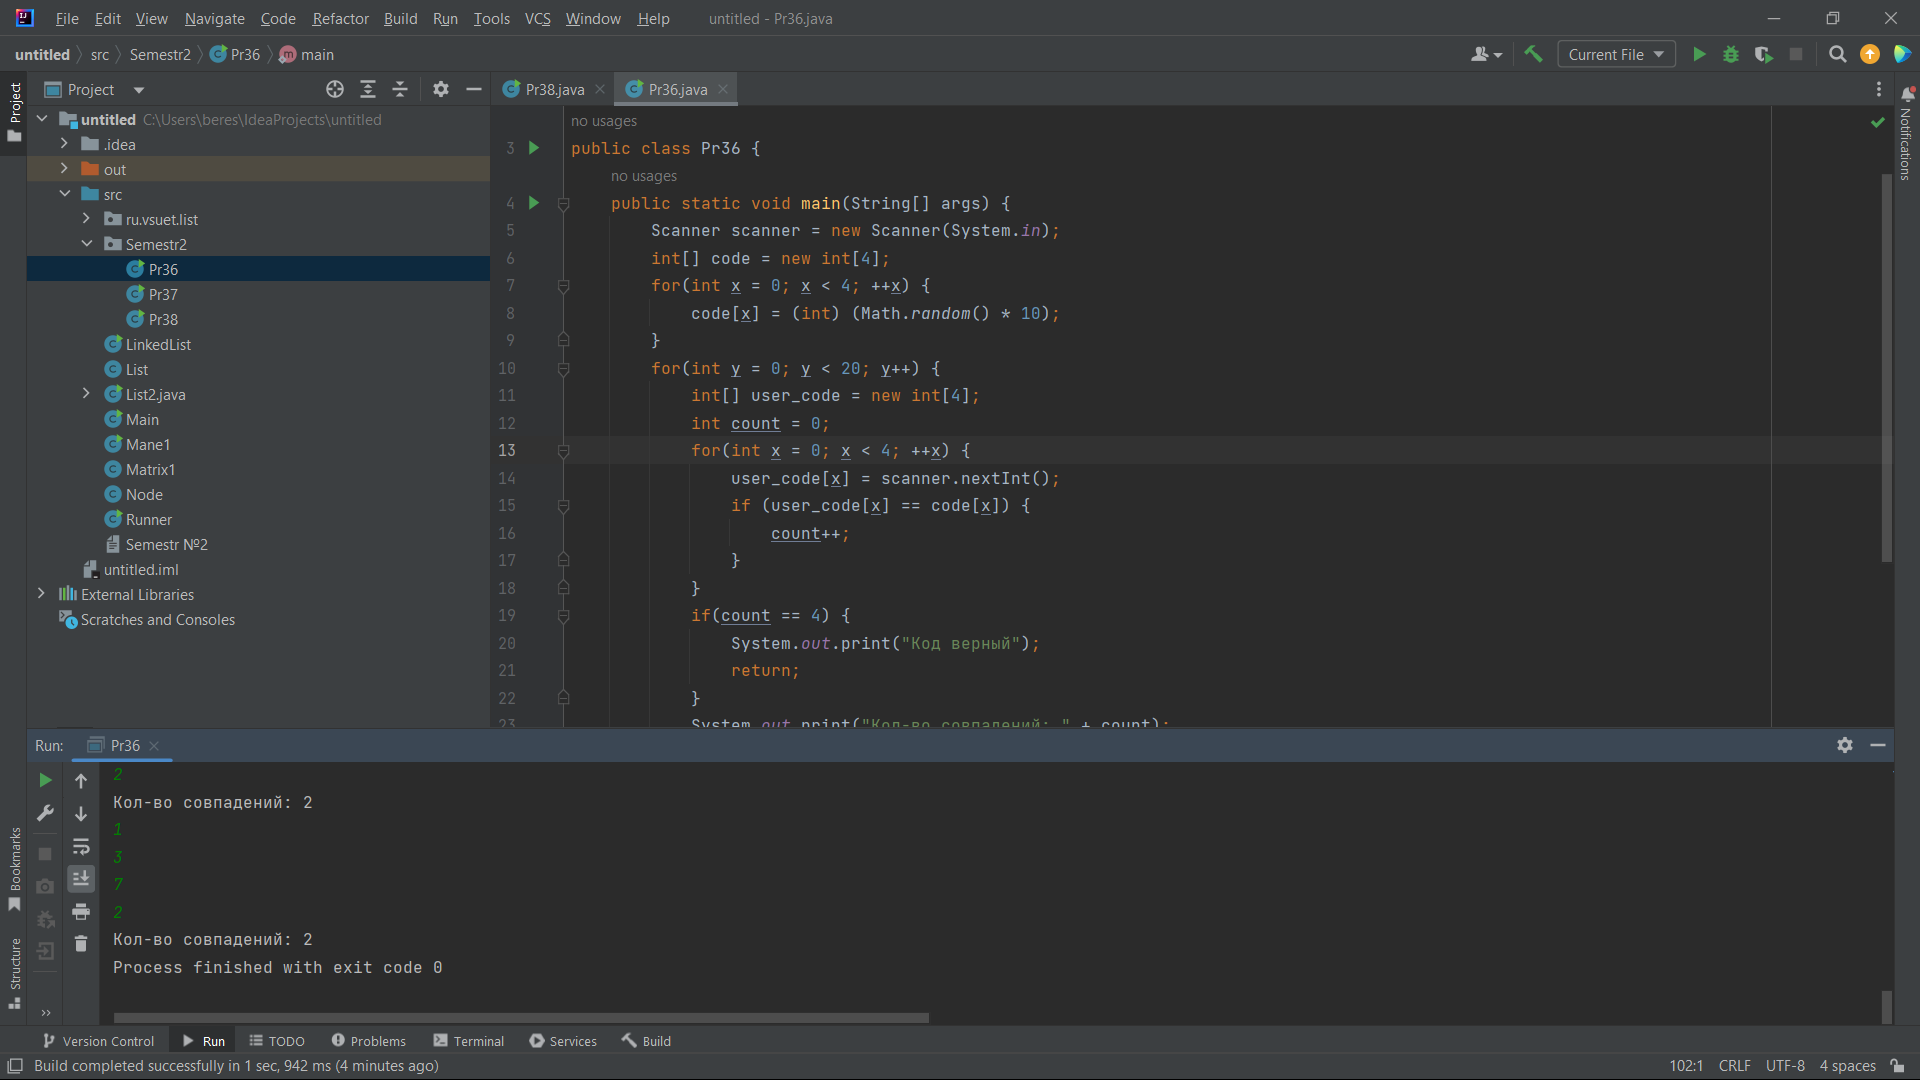 File Edit View Navigate Code Refactor Build Run Tools VCS Window Help untitled - Pr36.java
untitled src Semestr2 Pr36 main Current File
Project
Project
Pr38.java Pr36.java
Notifications
untitled C:\Users\beres\IdeaProjects\untitled
.idea
out
src
ru.vsuet.list
Semestr2
Pr36
Pr37
Pr38
LinkedList
List
List2.java
Main
Mane1
Matrix1
Node
Runner
Semestr №2
untitled.iml
External Libraries
Scratches and Consoles
no usages
3 public class Pr36 {
no usages
4 public static void main(String[] args) {
5 Scanner scanner = new Scanner(System.in);
6 int[] code = new int[4];
7 for(int x = 0; x < 4; ++x) {
8 code[x] = (int) (Math.random() * 10);
9 }
10 for(int y = 0; y < 20; y++) {
11 int[] user_code = new int[4];
12 int count = 0;
13 for(int x = 0; x < 4; ++x) {
14 user_code[x] = scanner.nextInt();
15 if (user_code[x] == code[x]) {
16 count++;
17 }
18 }
19 if(count == 4) {
20 System.out.print("Код верный");
21 return;
22 }
23 System.out.print("Кол-во совпадений: " + count);
Run: Pr36
2
Кол-во совпадений: 2
1
3
7
2
Кол-во совпадений: 2
Process finished with exit code 0
Bookmarks
Structure
Version Control Run TODO Problems Terminal Services Build
Build completed successfully in 1 sec, 942 ms (4 minutes ago) 102:1 CRLF UTF-8 4 spaces